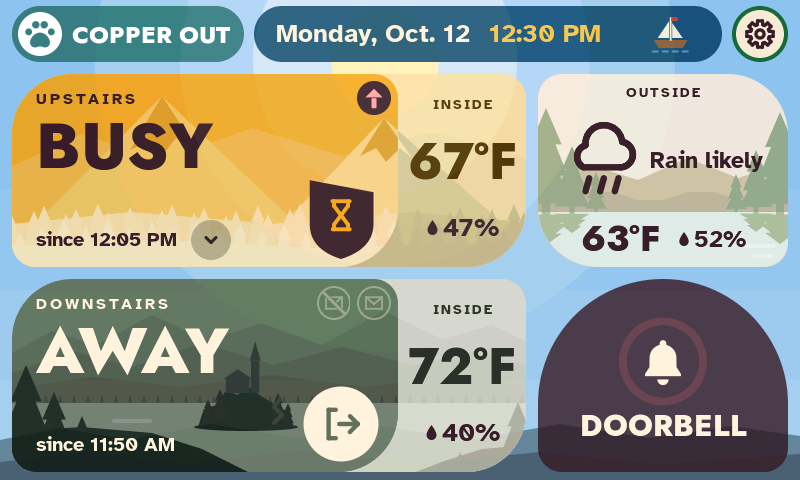 COPPER OUT
Monday, Oct. 12 12:30 PM
UPSTAIRS
BUSY
since 12:05 PM
INSIDE
67°F
47%
OUTSIDE
Rain likely
63°F 52%
DOWNSTAIRS
AWAY
since 11:50 AM
INSIDE
72°F
40%
DOORBELL